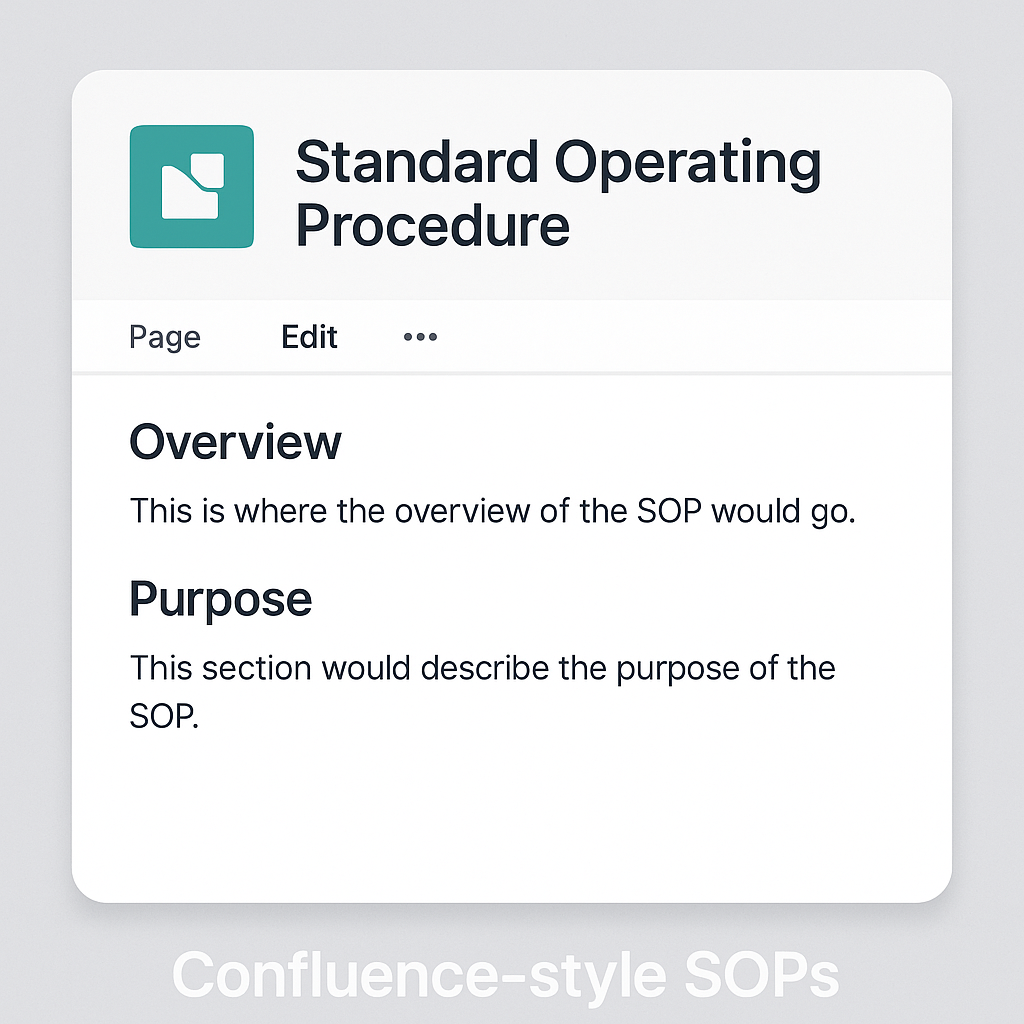 Standard Operating
Procedure
Page Edit •••
Overview
This is where the overview of the SOP would go.
Purpose
This section would describe the purpose of the
SOP.
Confluence-style SOPs